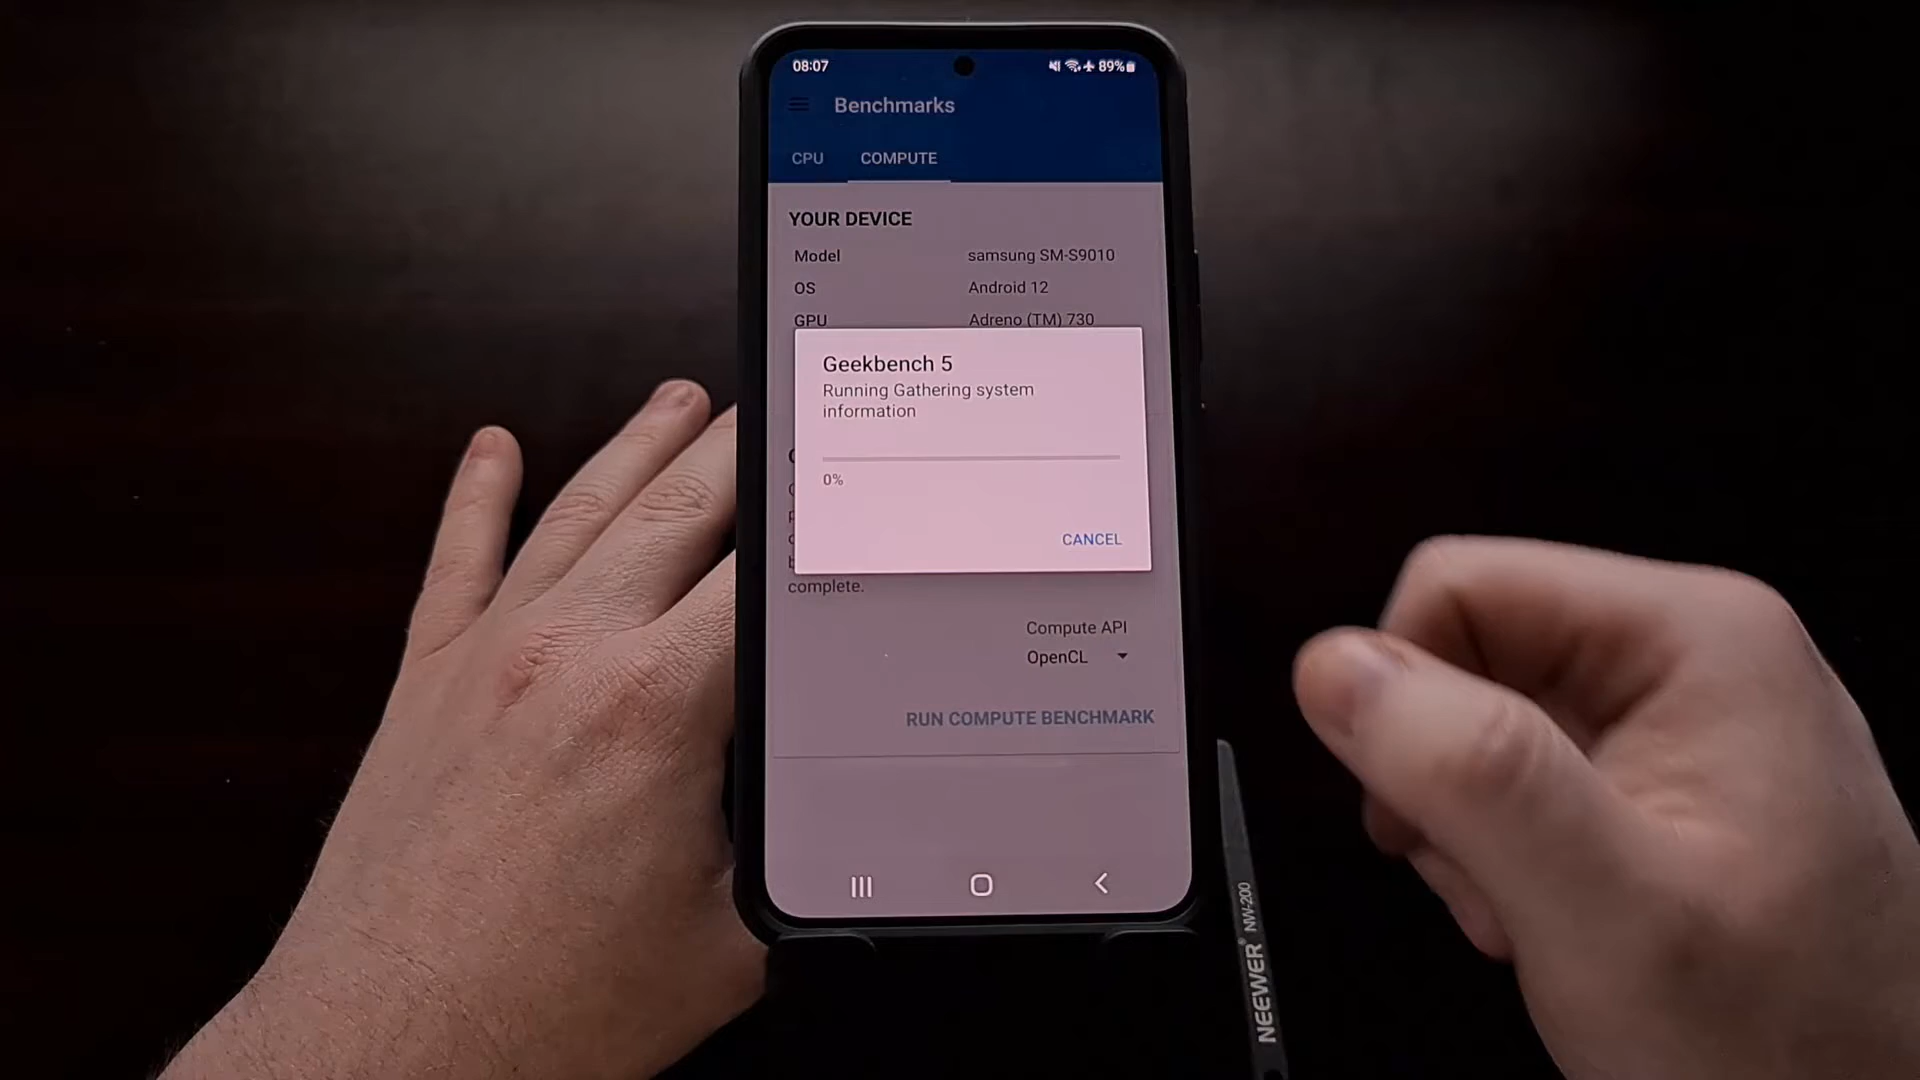 08:07
89%
Benchmarks
CPU
COMPUTE
YOUR DEVICE
Model
samsung SM-S9010
OS
Android 12
GPU
Adreno (TM) 730
Geekbench 5
Running Gathering system
information
0%
CANCEL
complete.
Compute API
OpenCL
RUN COMPUTE BENCHMARK
NEEWER® NW-200